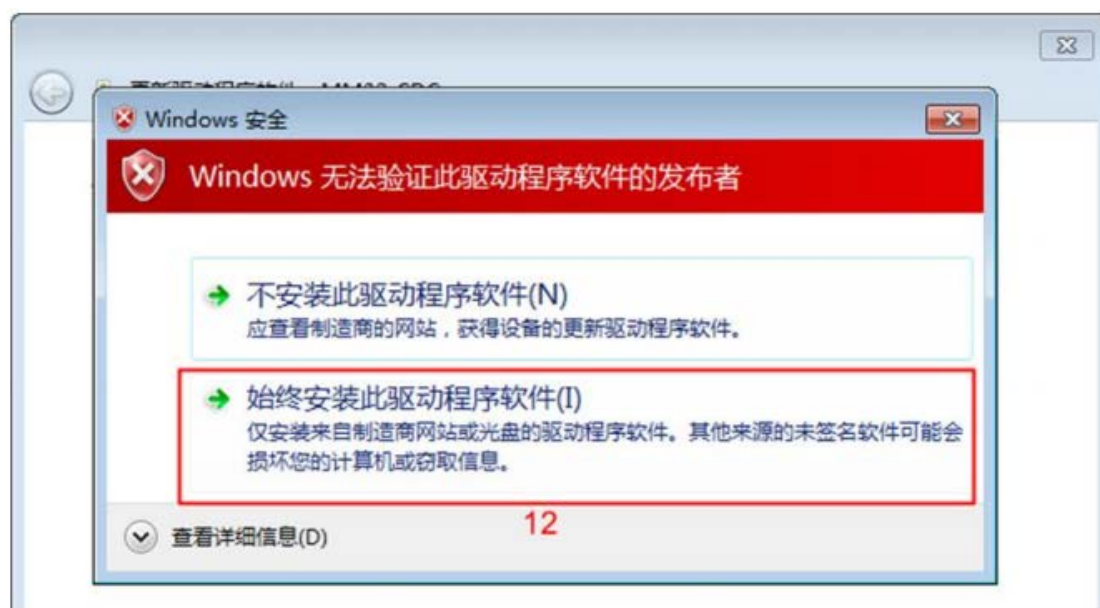 Windows 安全
Windows 无法验证此驱动程序软件的发布者
不安装此驱动程序软件(N)
应查看制造商的网站，获得设备的更新驱动程序软件。
始终安装此驱动程序软件(I)
仅安装来自制造商网站或光盘的驱动程序软件。其他来源的未签名软件可能会
损坏您的计算机或窃取信息。
12
查看详细信息(D)